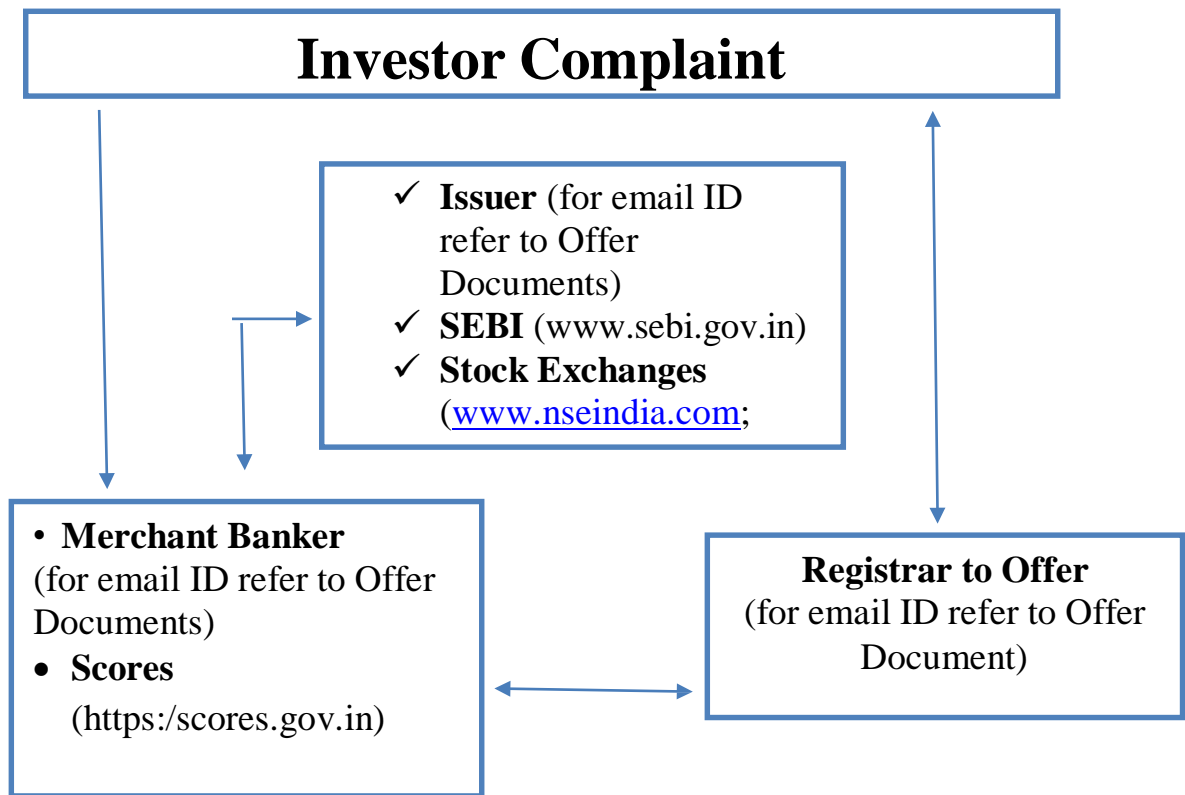 Investor Complaint
✓ Issuer (for email ID
refer to Offer
Documents)
✓ SEBI (www.sebi.gov.in)
✓ Stock Exchanges
(www.nseindia.com;
• Merchant Banker
(for email ID refer to Offer
Documents)
• Scores
(https:/scores.gov.in)
Registrar to Offer
(for email ID refer to Offer
Document)